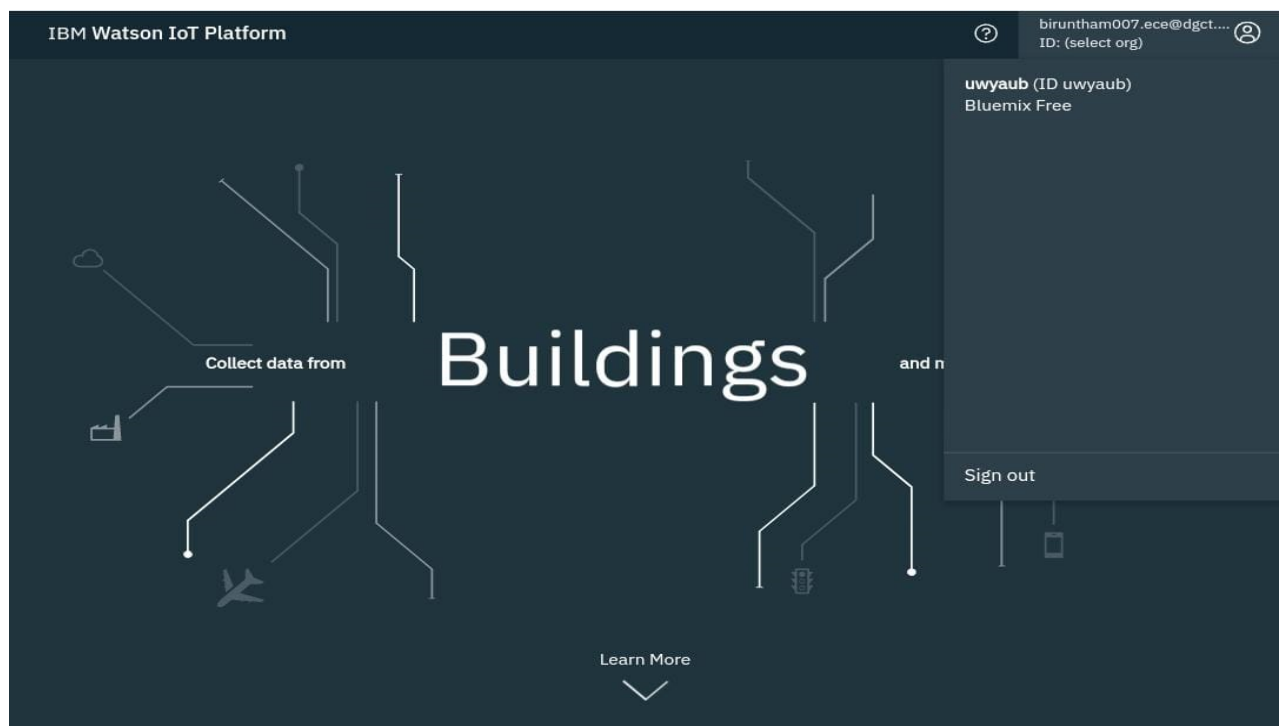 IBM Watson IoT Platform
biruntham007.ece@dgct....
ID: (select org)
uwyaub (ID uwyaub)
Bluemix Free
Collect data from
Buildings
and n
Sign out
Learn More